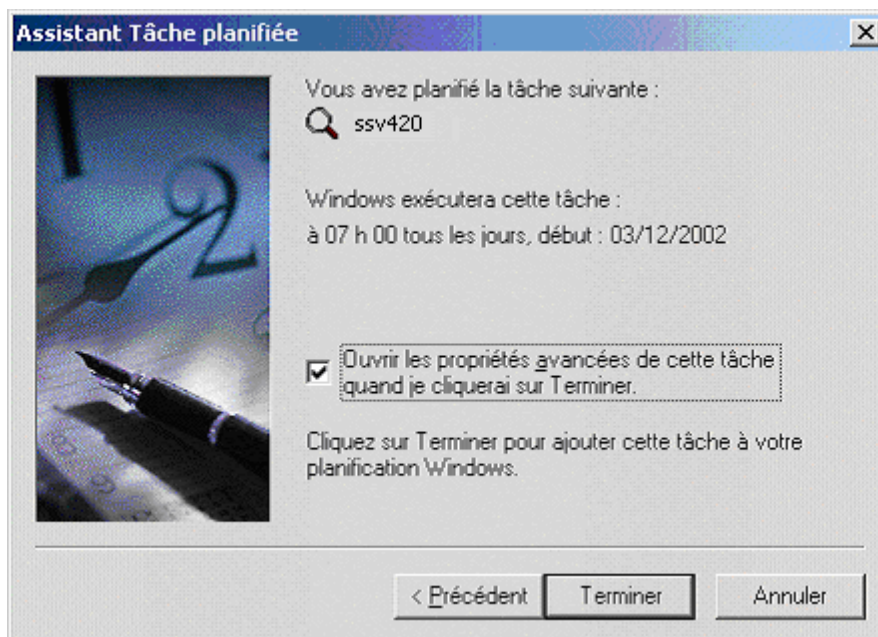 Assistant Tâche planifiée
Vous avez planifié la tâche suivante :
ssv420
Windows exécutera cette tâche :
à 07 h 00 tous les jours, début : 03/12/2002
Ouvrir les propriétés avancées de cette tâche
quand je cliquerai sur Terminer.
Cliquez sur Terminer pour ajouter cette tâche à votre
planification Windows.
< Précédent
Terminer
Annuler